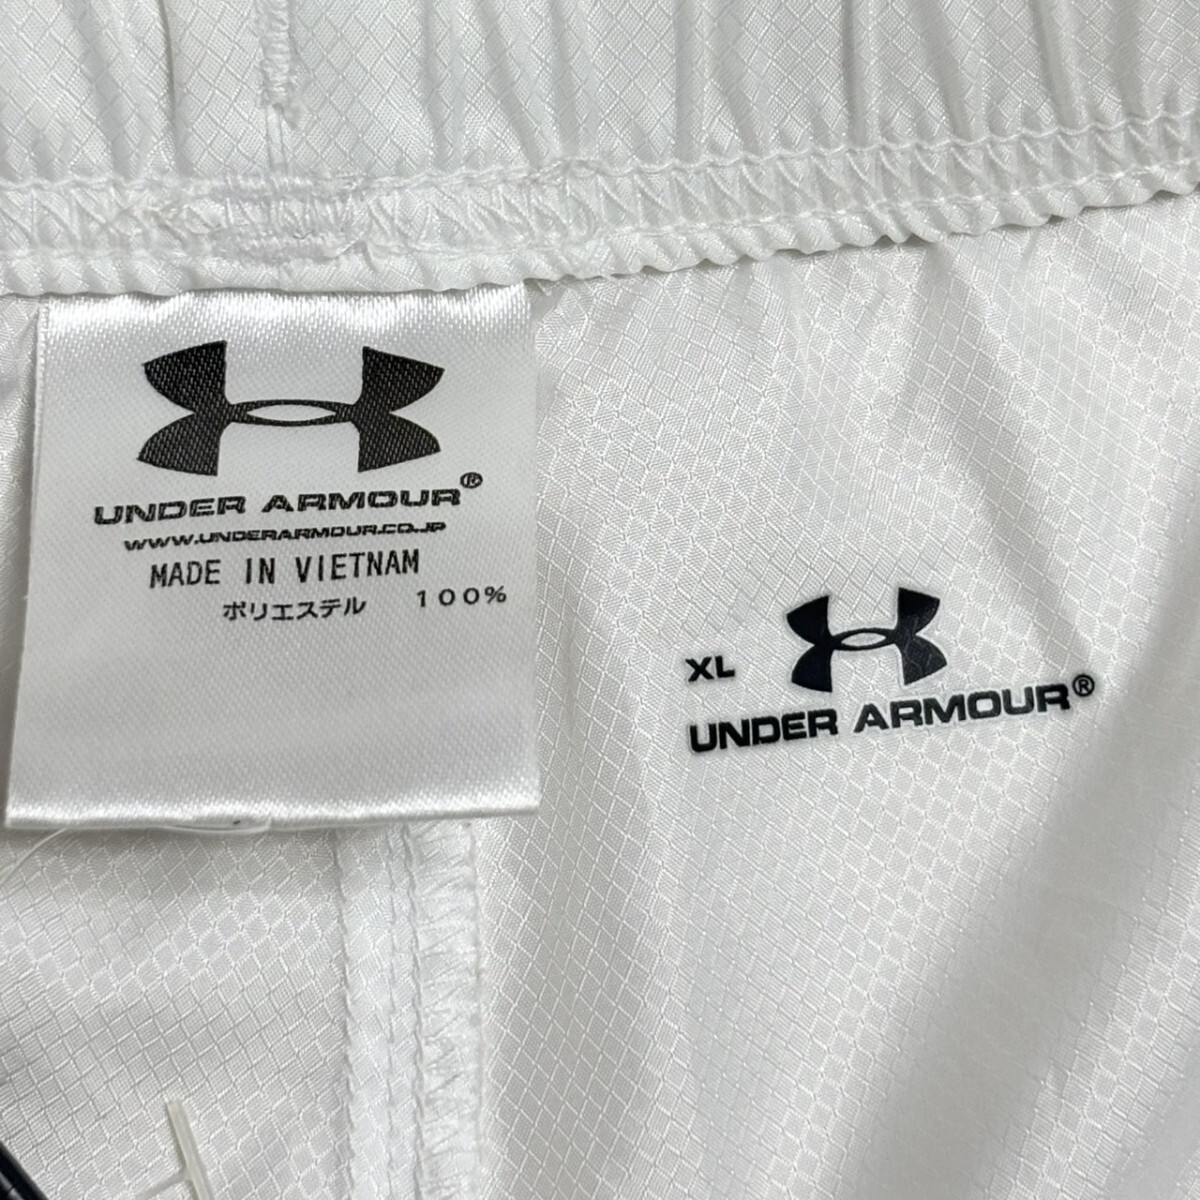 UNDER ARMOUR®
WWW.UNDERARMOUR.CO.JP
MADE IN VIETNAM
ポリエステル 100%
XL
UNDER ARMOUR®